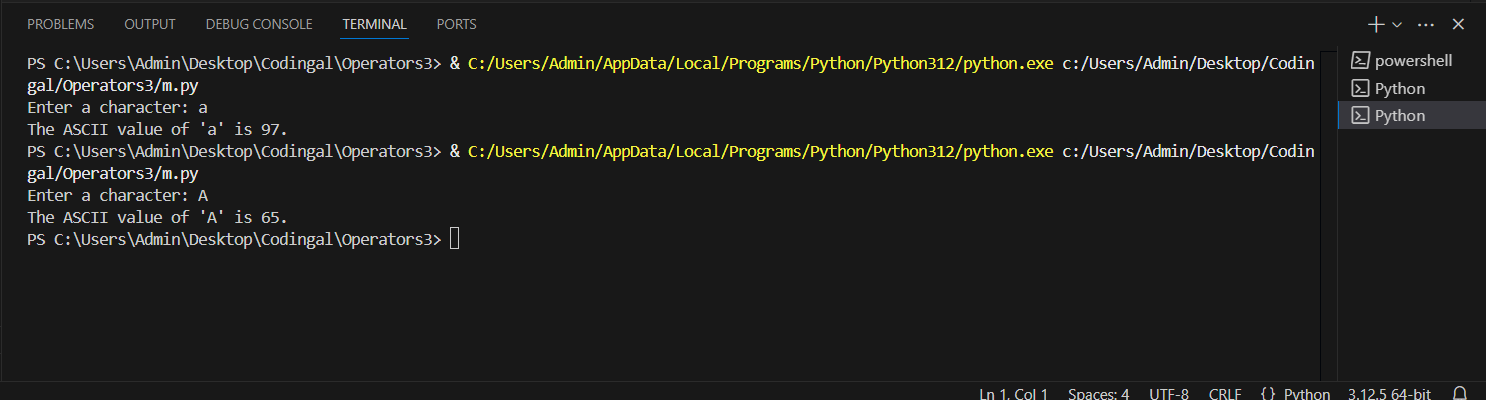 PROBLEMS OUTPUT DEBUG CONSOLE TERMINAL PORTS
PS C:\Users\Admin\Desktop\Codingal\Operators3> & C:/Users/Admin/AppData/Local/Programs/Python/Python312/python.exe c:/Users/Admin/Desktop/Codin
gal/Operators3/m.py
Enter a character: a
The ASCII value of 'a' is 97.
PS C:\Users\Admin\Desktop\Codingal\Operators3> & C:/Users/Admin/AppData/Local/Programs/Python/Python312/python.exe c:/Users/Admin/Desktop/Codin
gal/Operators3/m.py
Enter a character: A
The ASCII value of 'A' is 65.
PS C:\Users\Admin\Desktop\Codingal\Operators3>
powershell
Python
Python
Ln 1, Col 1 Spaces: 4 UTF-8 CRLF {} Python 3.12.5 64-bit